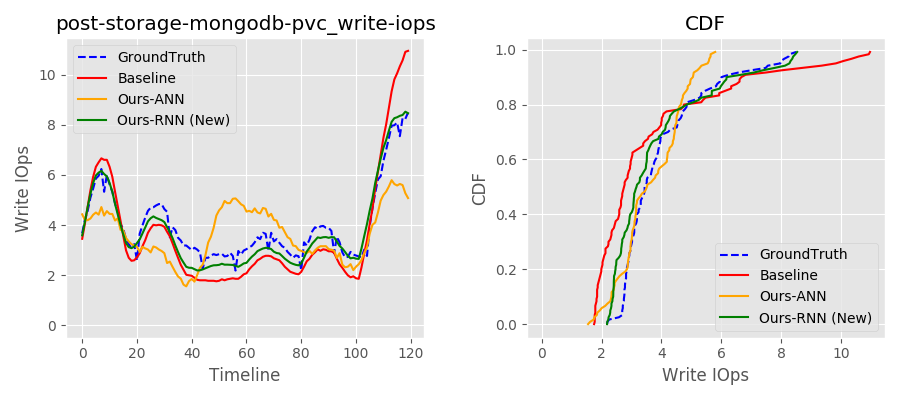 post-storage-mongodb-pvc_write-iops
GroundTruth
Baseline
Ours-ANN
Ours-RNN (New)
10
8
6
4
2
0
Write IOps
0
20
40
60
80
100
120
Timeline
CDF
1.0
0.8
0.6
0.4
0.2
0.0
CDF
GroundTruth
Baseline
Ours-ANN
Ours-RNN (New)
0
2
4
6
8
10
Write IOps